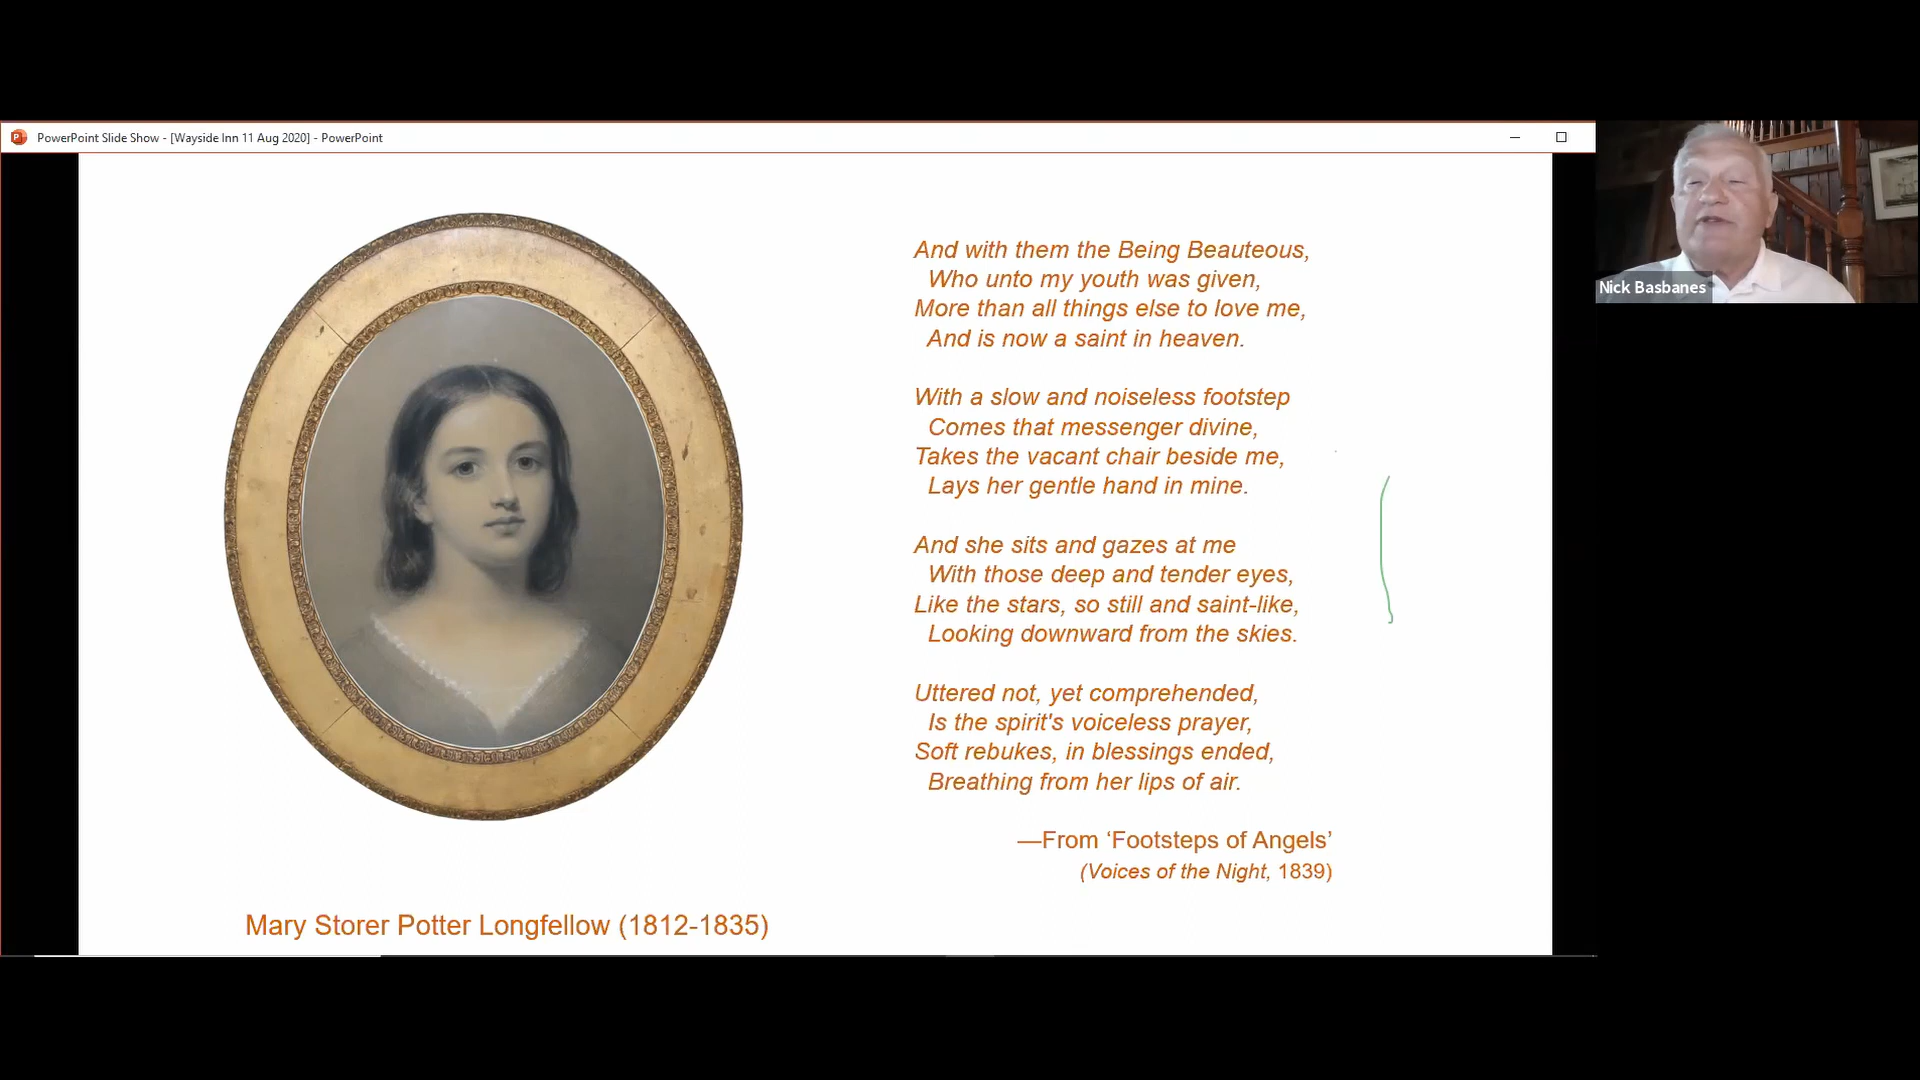 PowerPoint Slide Show - [Wayside Inn 11 Aug 2020] - PowerPoint
And with them the Being Beauteous,
Who unto my youth was given,
More than all things else to love me,
And is now a saint in heaven.
With a slow and noiseless footstep
Comes that messenger divine,
Takes the vacant chair beside me,
Lays her gentle hand in mine.
And she sits and gazes at me
With those deep and tender eyes,
Like the stars, so still and saint-like,
Looking downward from the skies.
Uttered not, yet comprehended,
Is the spirit's voiceless prayer,
Soft rebukes, in blessings ended,
Breathing from her lips of air.
—From ‘Footsteps of Angels’
(Voices of the Night, 1839)
Mary Storer Potter Longfellow (1812-1835)
Nick Basbanes